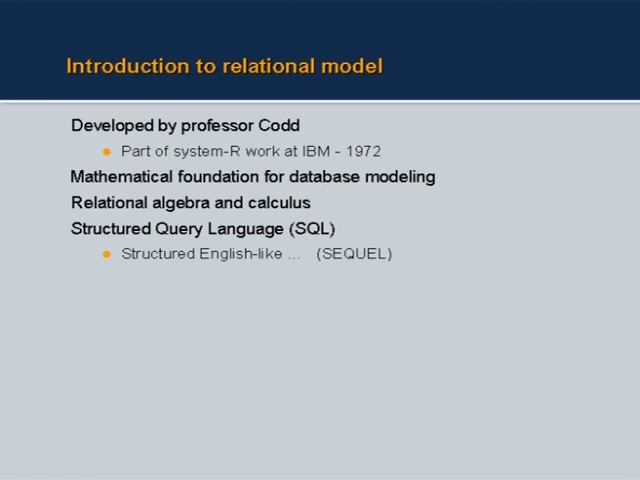 Introduction to relational model
Developed by professor Codd
Part of system-R work at IBM - 1972
Mathematical foundation for database modeling
Relational algebra and calculus
Structured Query Language (SQL)
Structured English-like ... (SEQUEL)